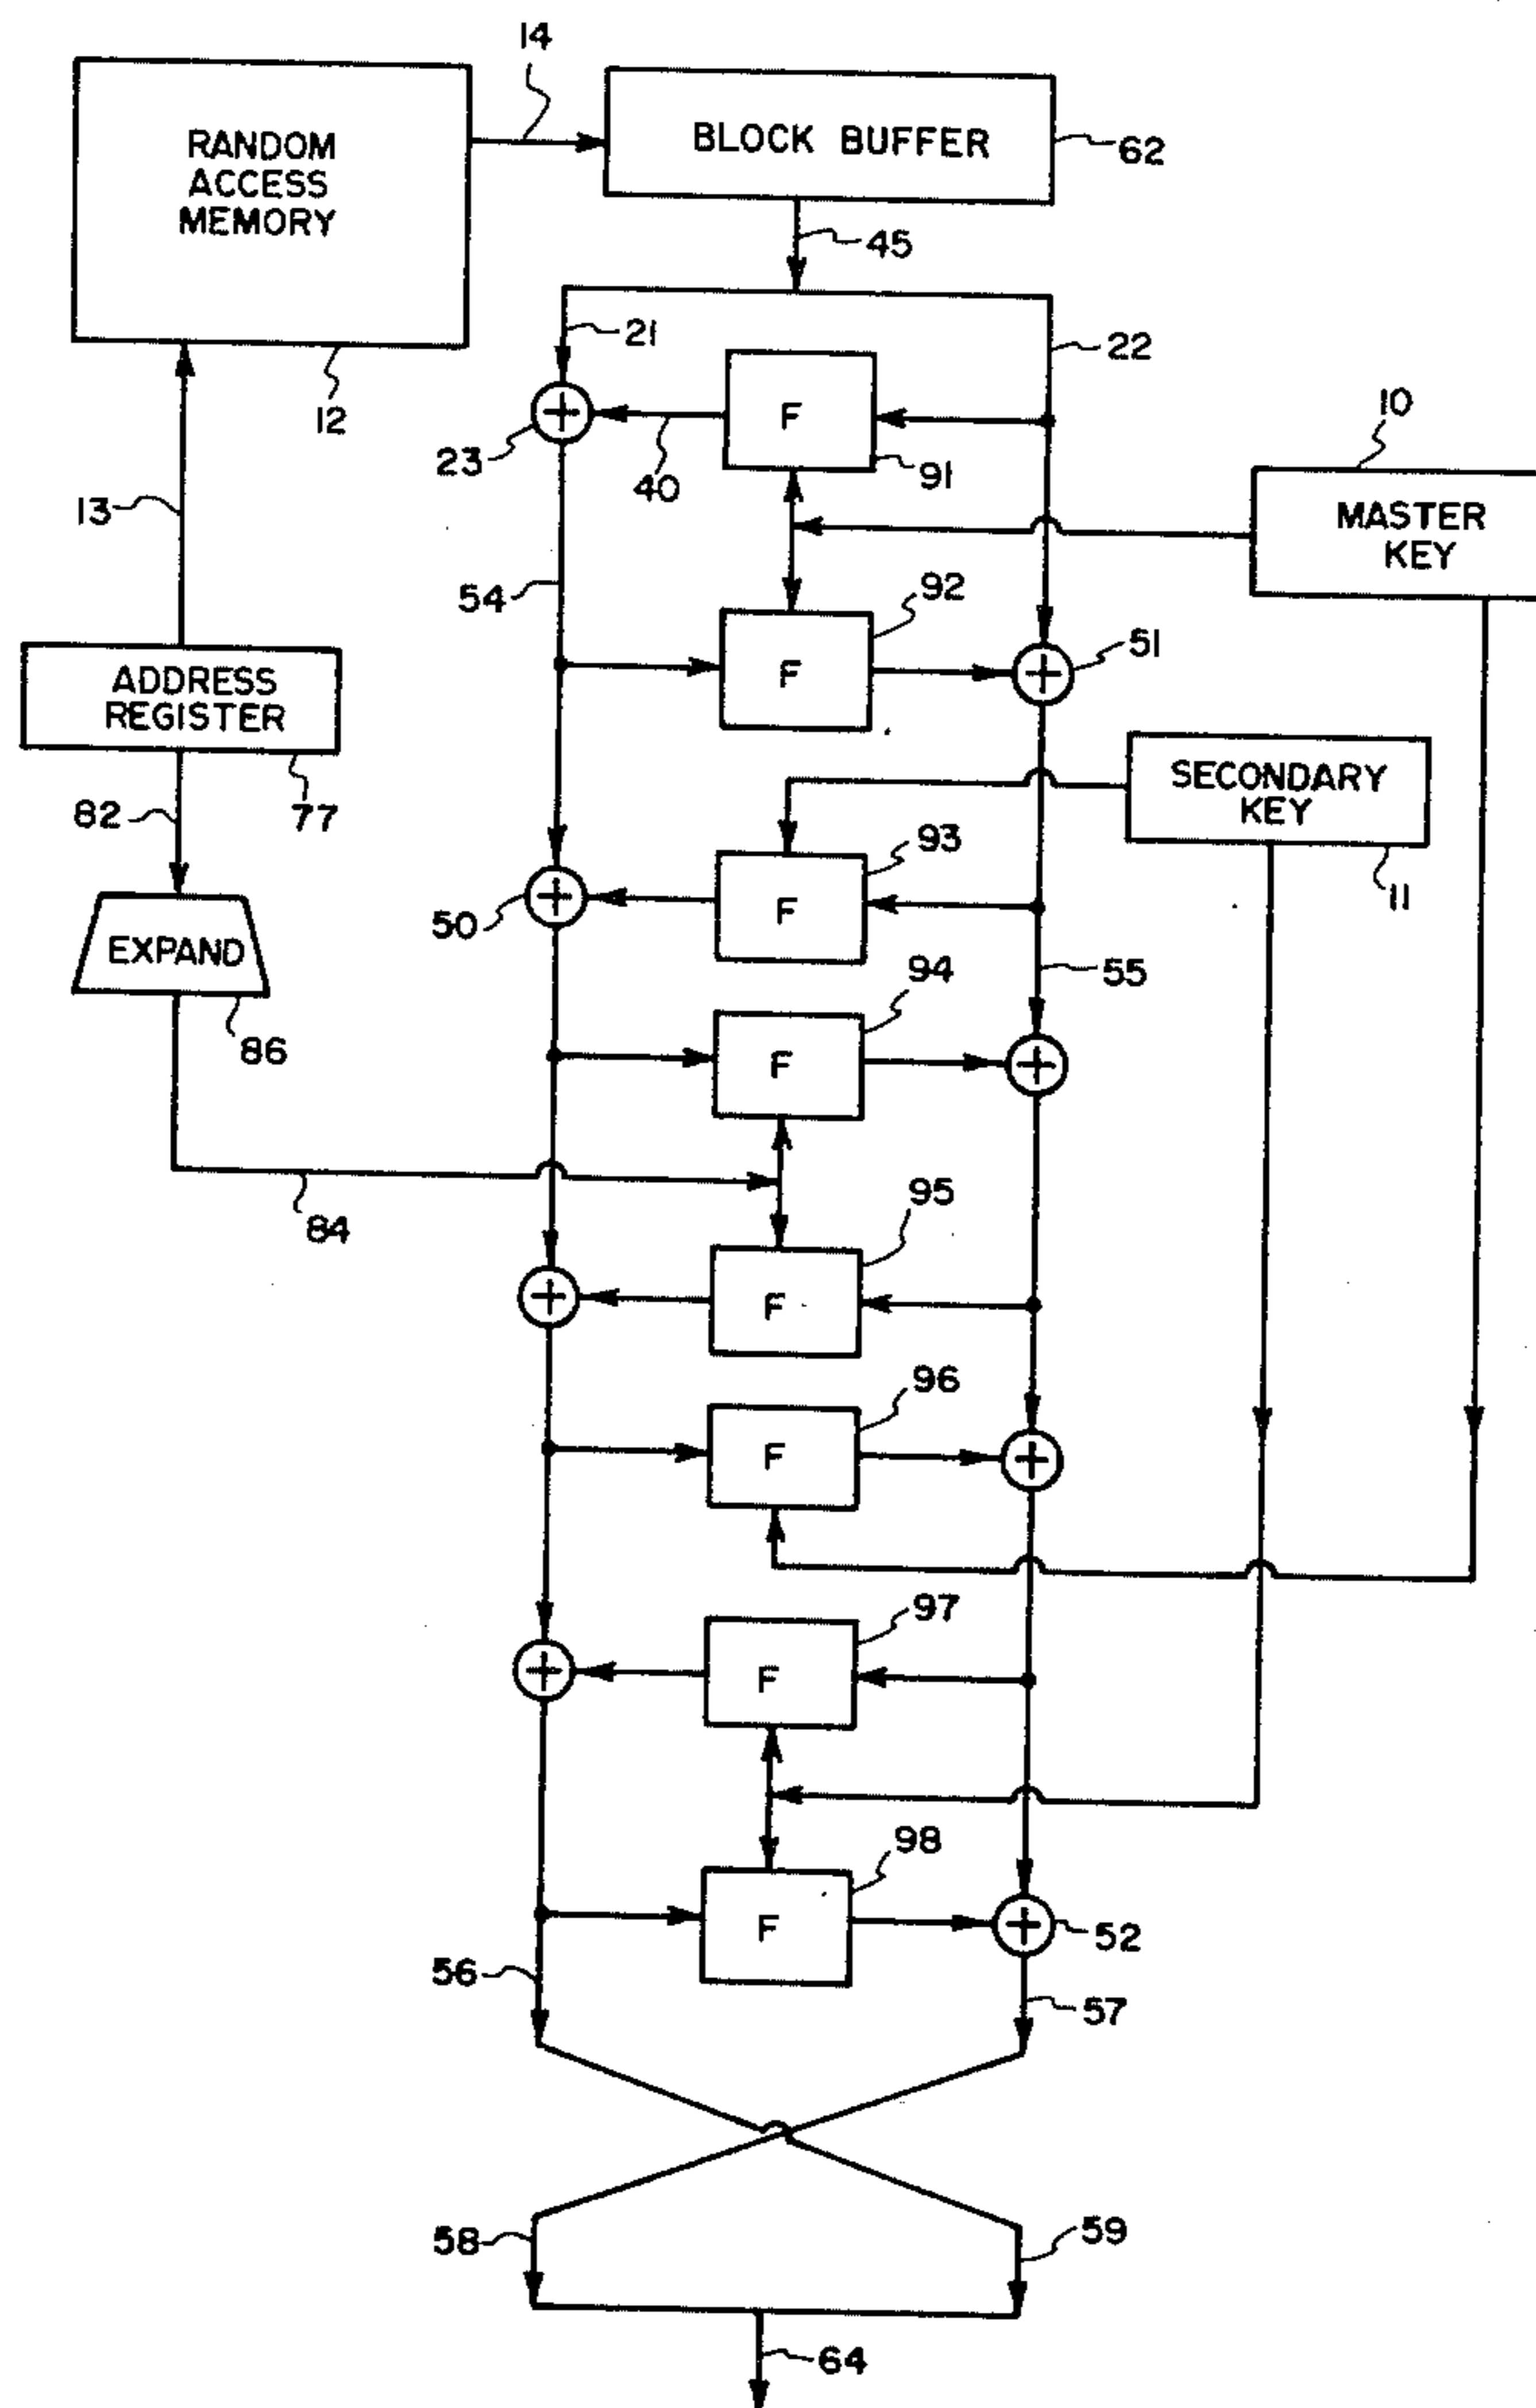 14
RANDOM
ACCESS
MEMORY
BLOCK BUFFER
62
45
21
22
12
F
10
23
40
91
13
MASTER
KEY
54
92
51
F
ADDRESS
REGISTER
SECONDARY
KEY
82
77
93
11
50
F
EXPAND
94
55
86
F
95
84
F
96
F
97
F
98
F
52
56
57
58
59
64